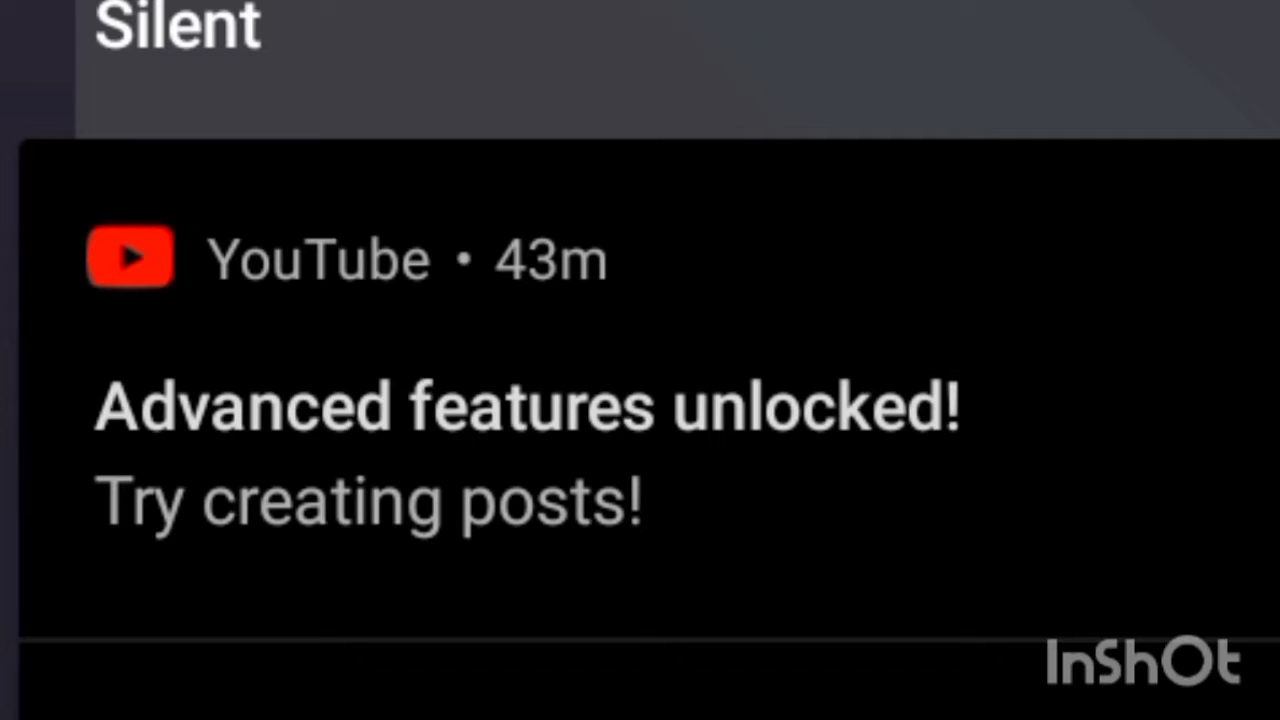 Silent
YouTube • 43m
Advanced features unlocked!
Try creating posts!
InShOt